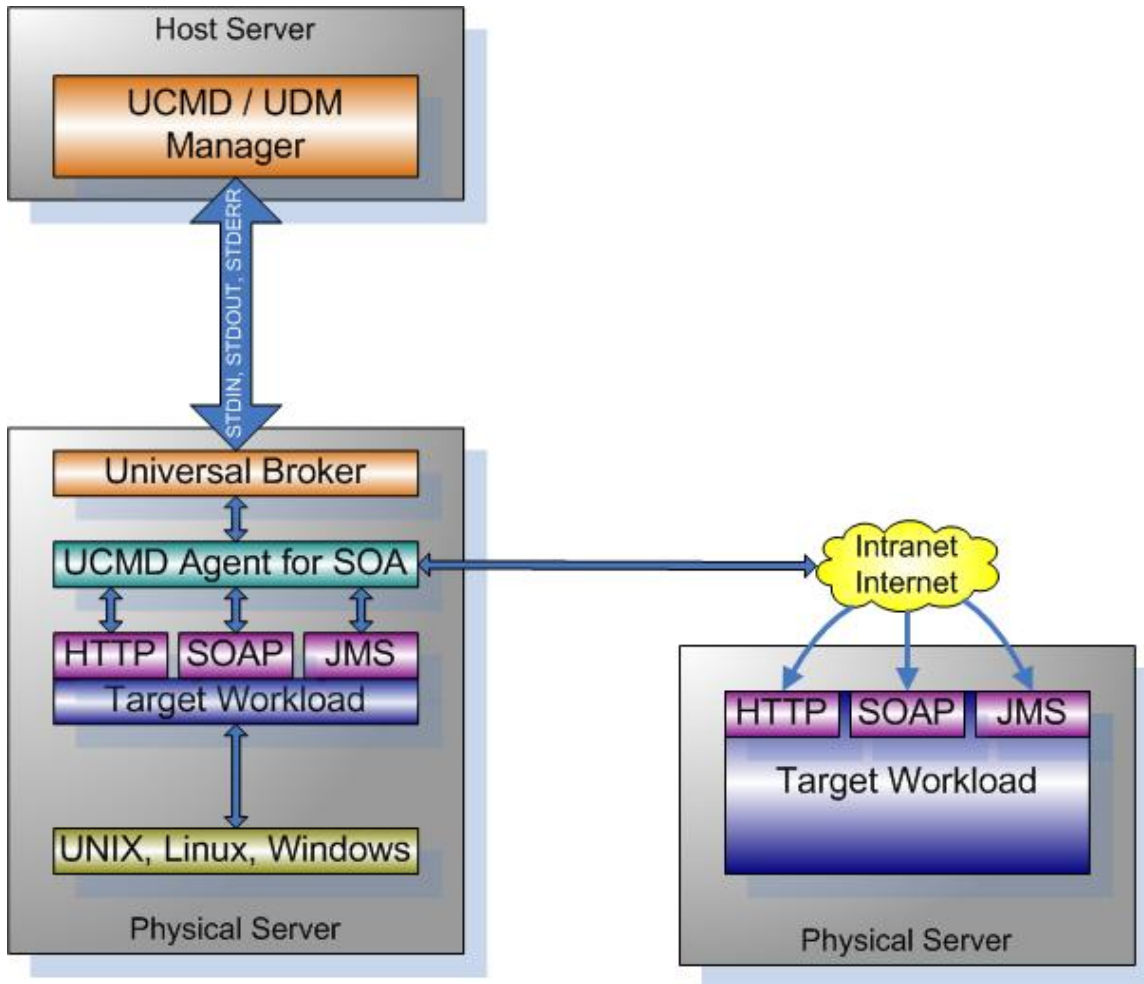 Host Server
UCMD / UDM
Manager
STDIN, STDOUT, STDERR
Universal Broker
UCMD Agent for SOA
HTTP
SOAP
JMS
Target Workload
UNIX, Linux, Windows
Physical Server
Intranet
Internet
HTTP
SOAP
JMS
Target Workload
Physical Server